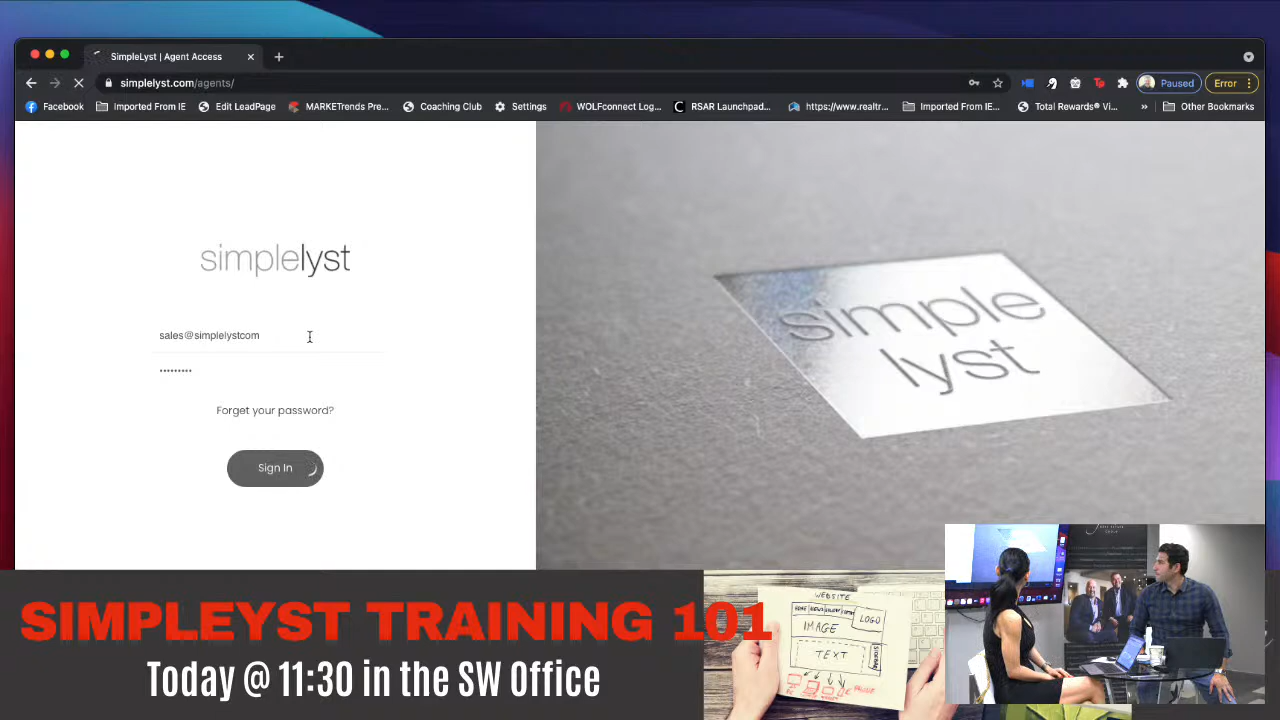 SimpleLyst | Agent Access
simplelyst.com/agents/
Paused
Error
Facebook
Imported From IE
Edit LeadPage
MARKETrends Pre...
Coaching Club
Settings
WOLFconnect Log...
RSAR Launchpad...
https://www.realtr...
Imported From IE...
Total Rewards® Vi...
»
Other Bookmarks
simplelyst
sales@simplelystcom
•••••••••
Forget your password?
Sign In
simple
lyst
SIMPLEYST TRAINING 101
Today @ 11:30 in the SW Office
WEBSITE
HOME
LOGO
IMAGE
TEXT